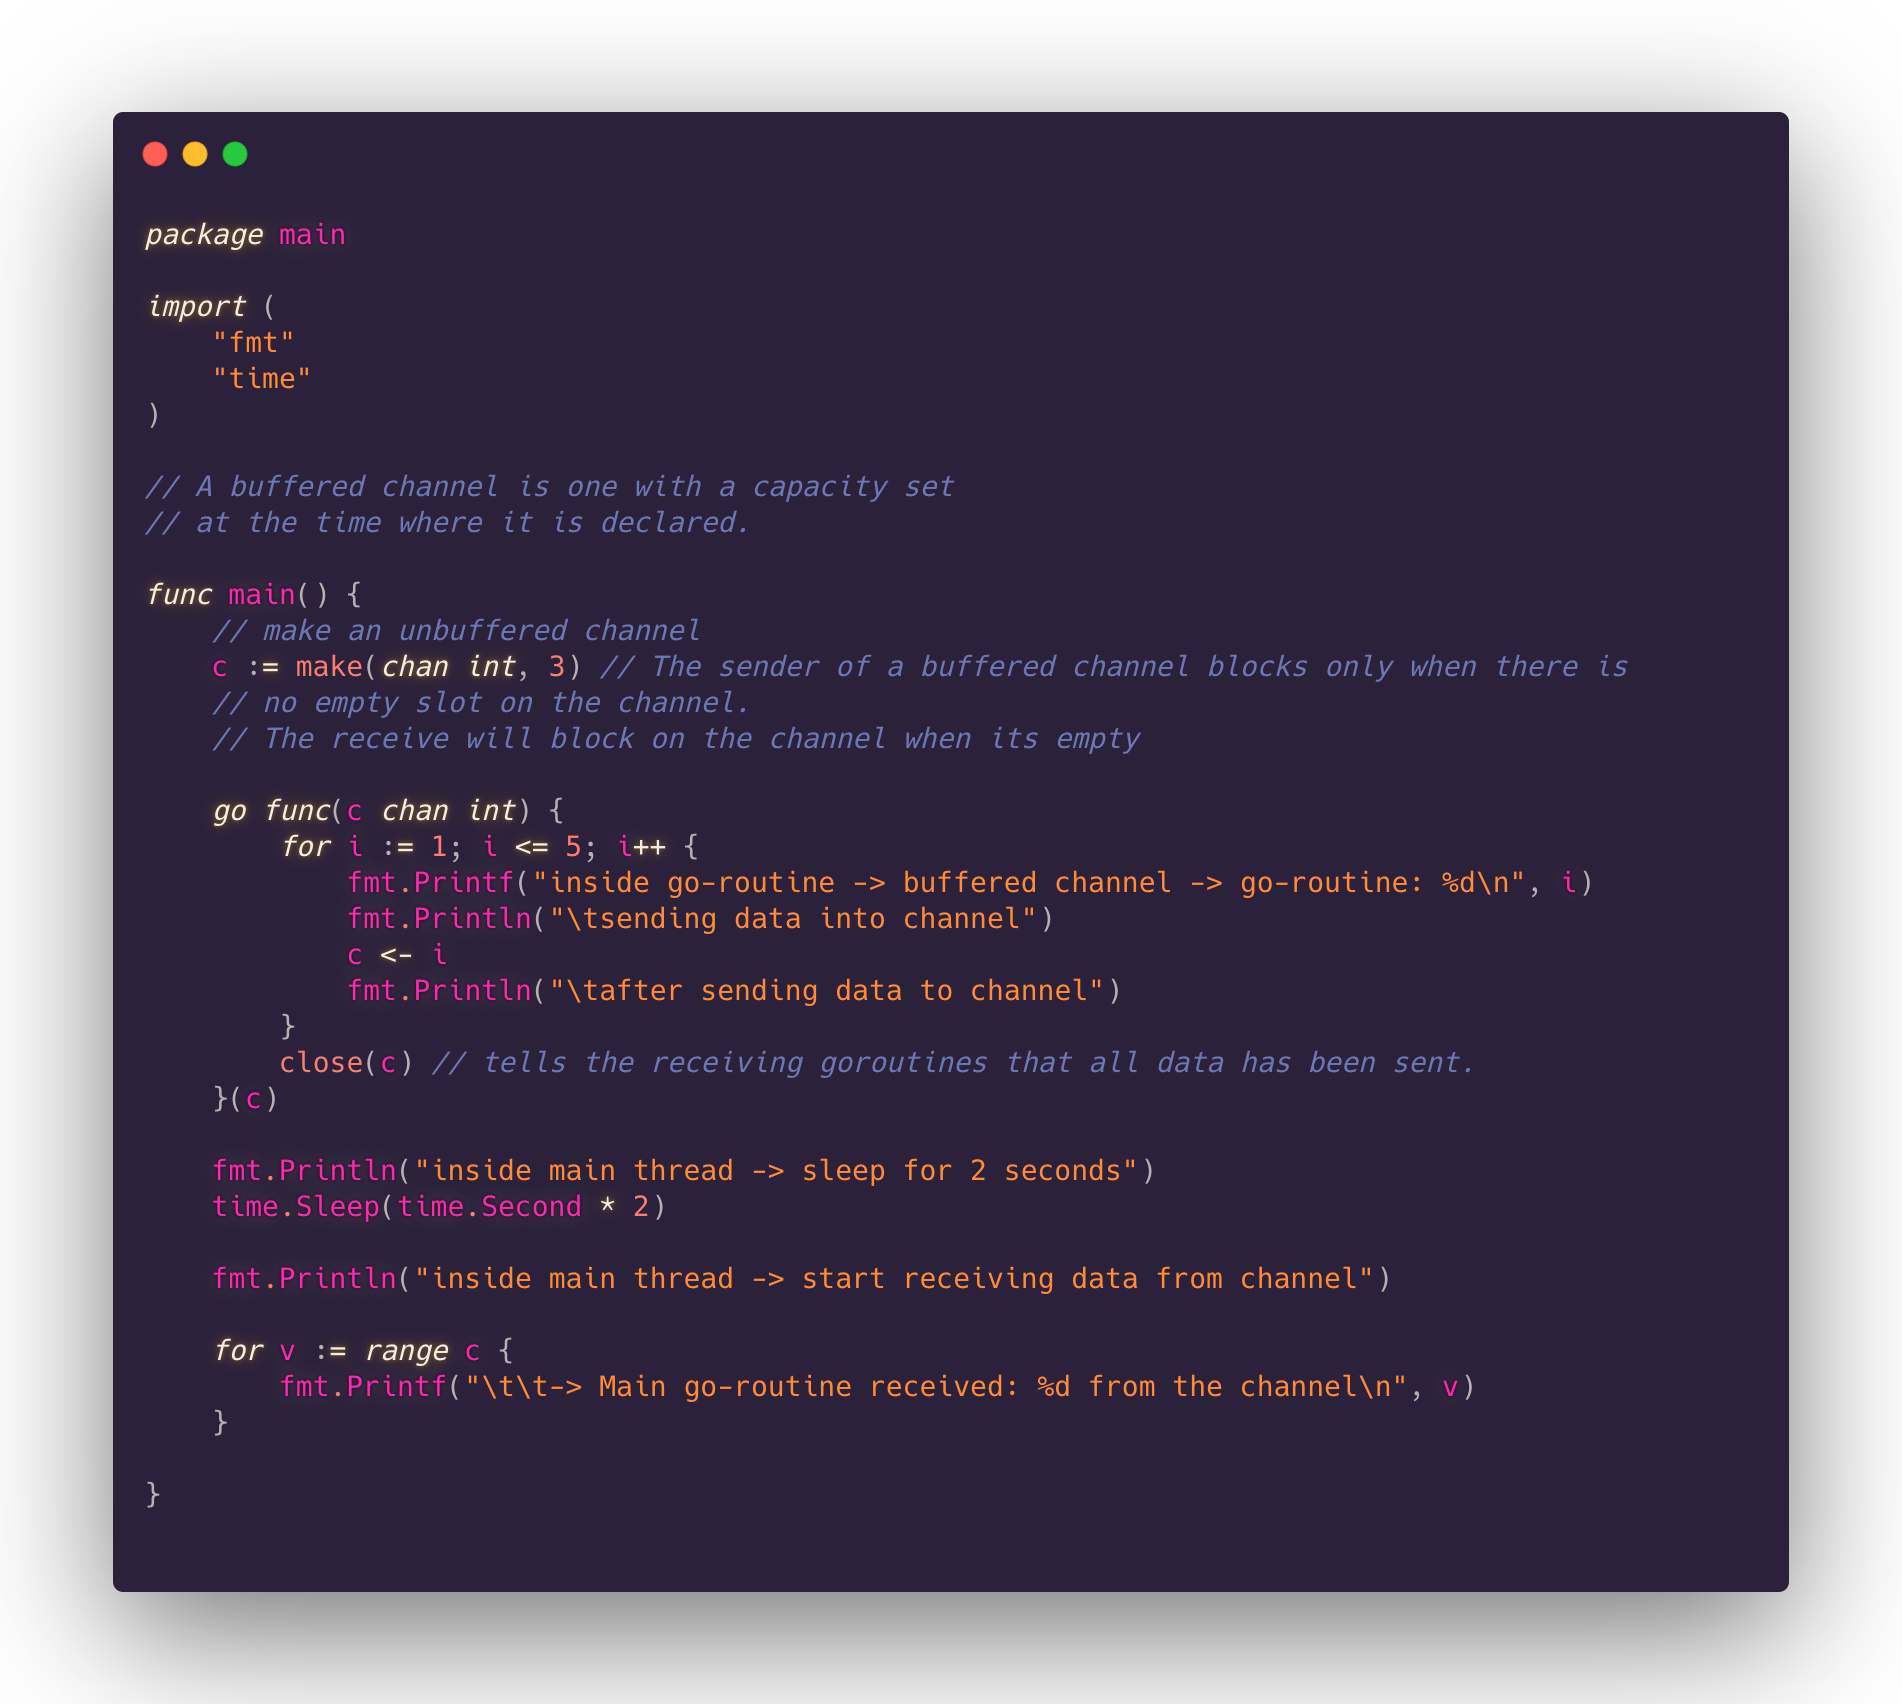 package main

import (
    "fmt"
    "time"
)

// A buffered channel is one with a capacity set
// at the time where it is declared.

func main() {
    // make an unbuffered channel
    c := make(chan int, 3) // The sender of a buffered channel blocks only when there is
    // no empty slot on the channel.
    // The receive will block on the channel when its empty

    go func(c chan int) {
        for i := 1; i <= 5; i++ {
            fmt.Printf("inside go-routine -> buffered channel -> go-routine: %d\n", i)
            fmt.Println("\tsending data into channel")
            c <- i
            fmt.Println("\tafter sending data to channel")
        }
        close(c) // tells the receiving goroutines that all data has been sent.
    }(c)

    fmt.Println("inside main thread -> sleep for 2 seconds")
    time.Sleep(time.Second * 2)

    fmt.Println("inside main thread -> start receiving data from channel")

    for v := range c {
        fmt.Printf("\t\t-> Main go-routine received: %d from the channel\n", v)
    }

}